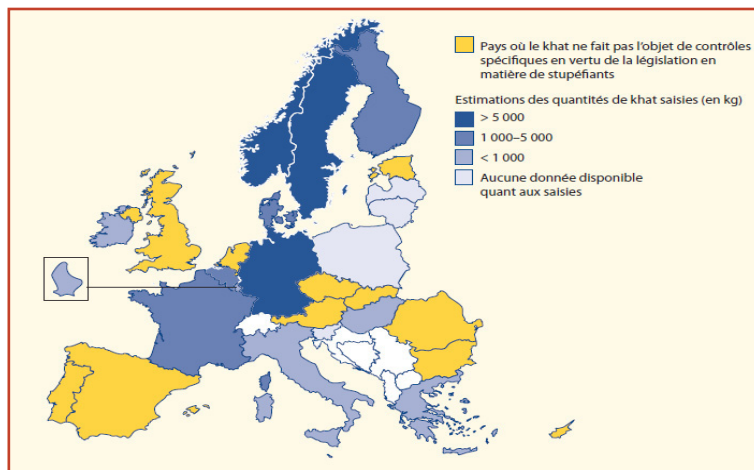 Pays où le khat ne fait pas l'objet de contrôles
spécifiques en vertu de la législation en
matière de stupéfiants
Estimations des quantités de khat saisies (en kg)
> 5 000
1 000–5 000
< 1 000
Aucune donnée disponible
quant aux saisies